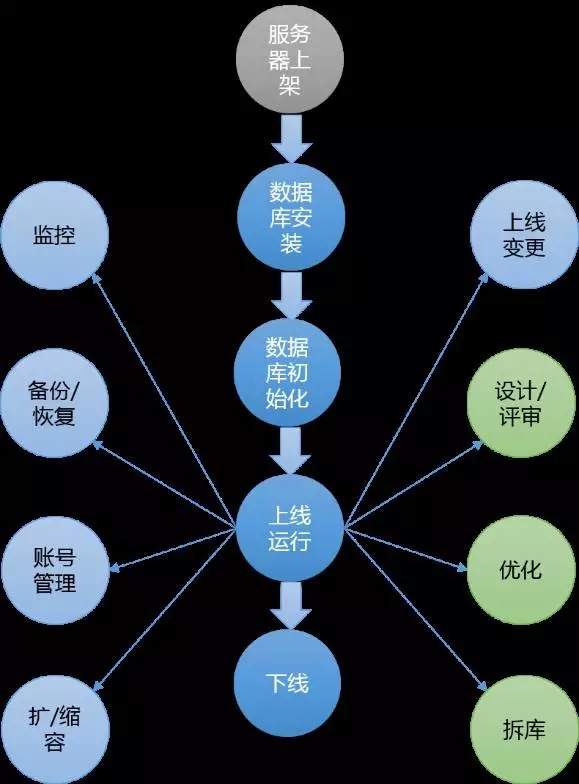 服务
器上
架
数据
库安
装
监控
上线
变更
数据
库初
始化
备份/
恢复
设计/
评审
上线
运行
账号
管理
优化
下线
扩/缩
容
拆库